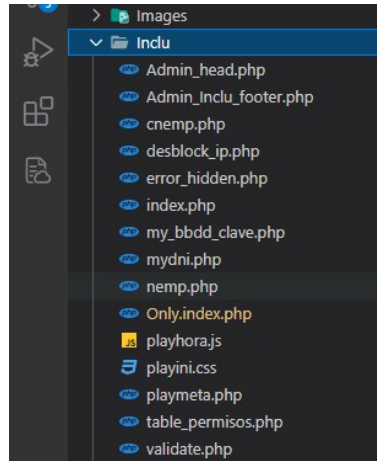 Images
Inclu
Admin_head.php
Admin_Inclu_footer.php
cnemp.php
desblock_ip.php
error_hidden.php
index.php
my_bbdd_clave.php
mydni.php
nemp.php
Only.index.php
JS playhora.js
playini.css
playmeta.php
table_permisos.php
validate.php